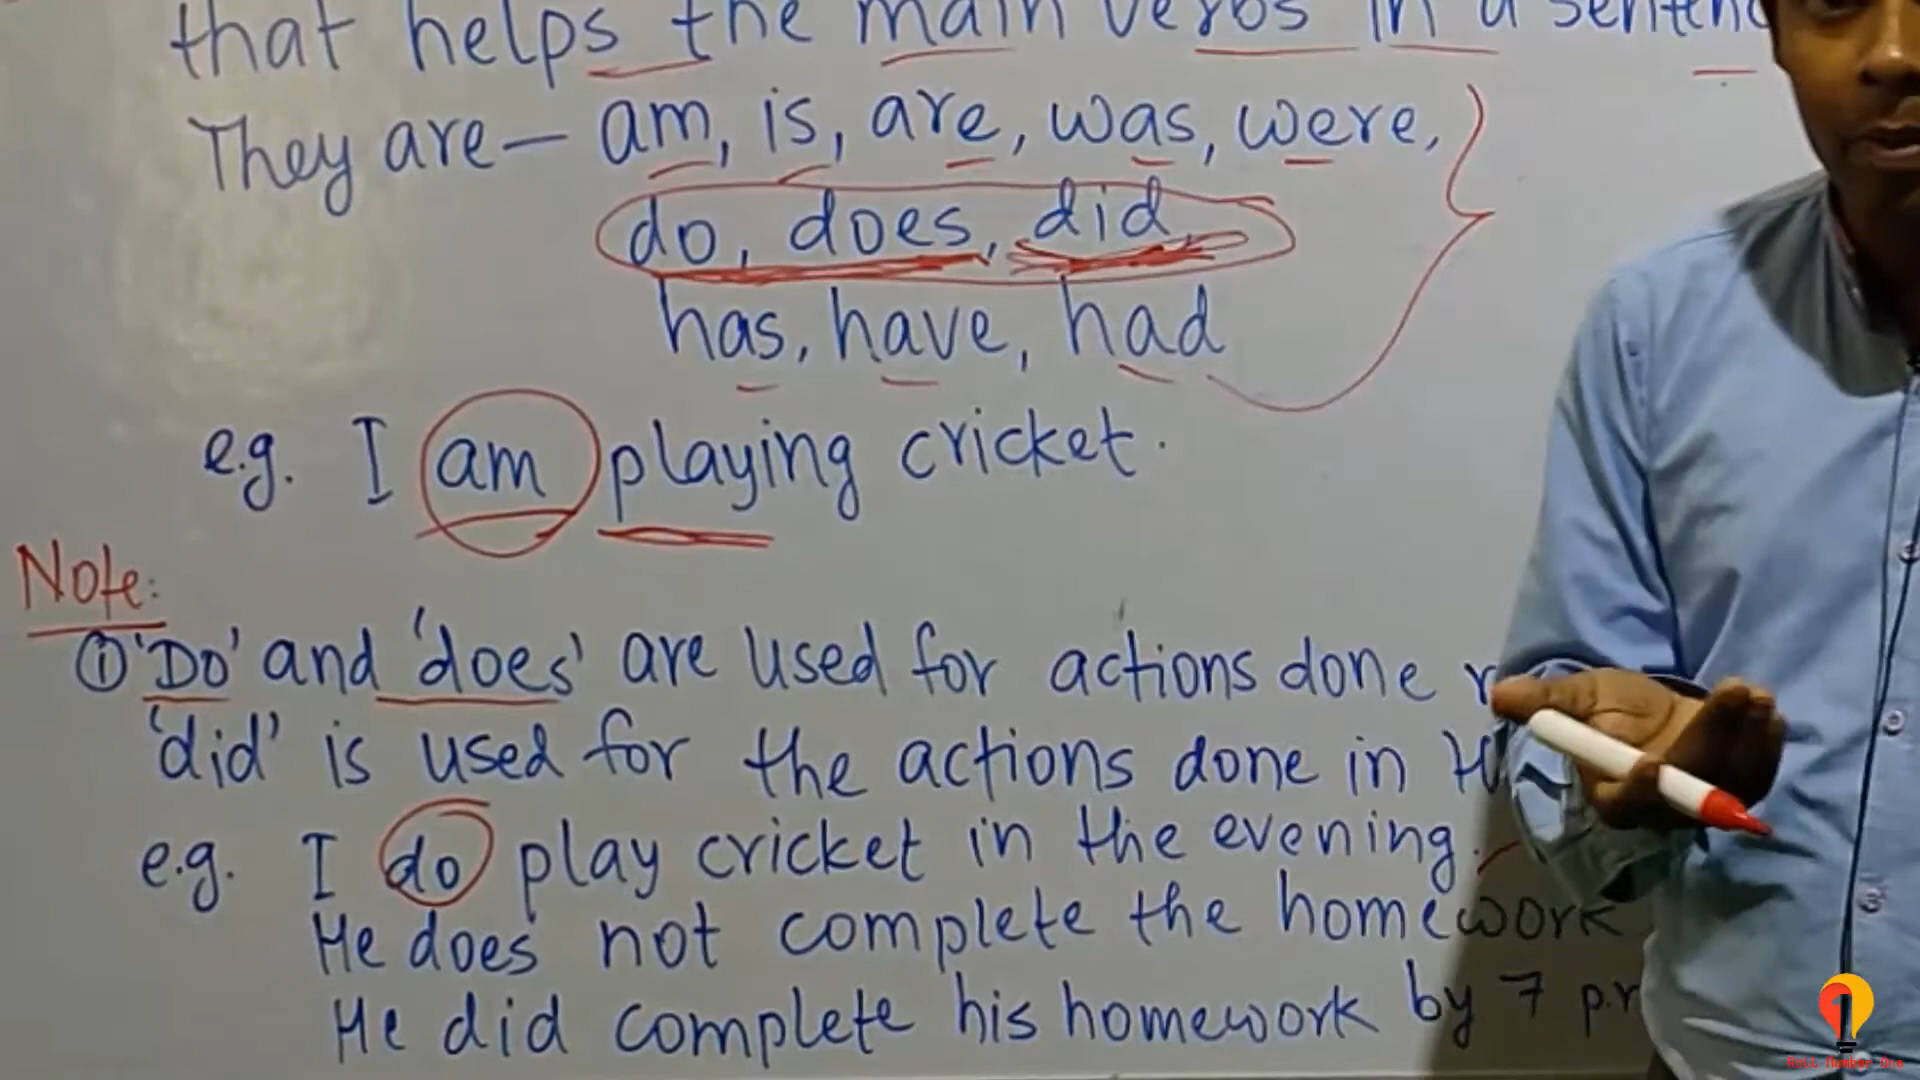 that helps the main verbs in a
They are – am, is, are, was, were,
do, does, did,
has, have, had
e.g. I am playing cricket.
Note:
① 'Do' and 'does' are used for actions done
'did' is used for the actions done in
e.g. I do play cricket in the evening.
He does not complete the homework
He did complete his homework by 7
Roll Number One